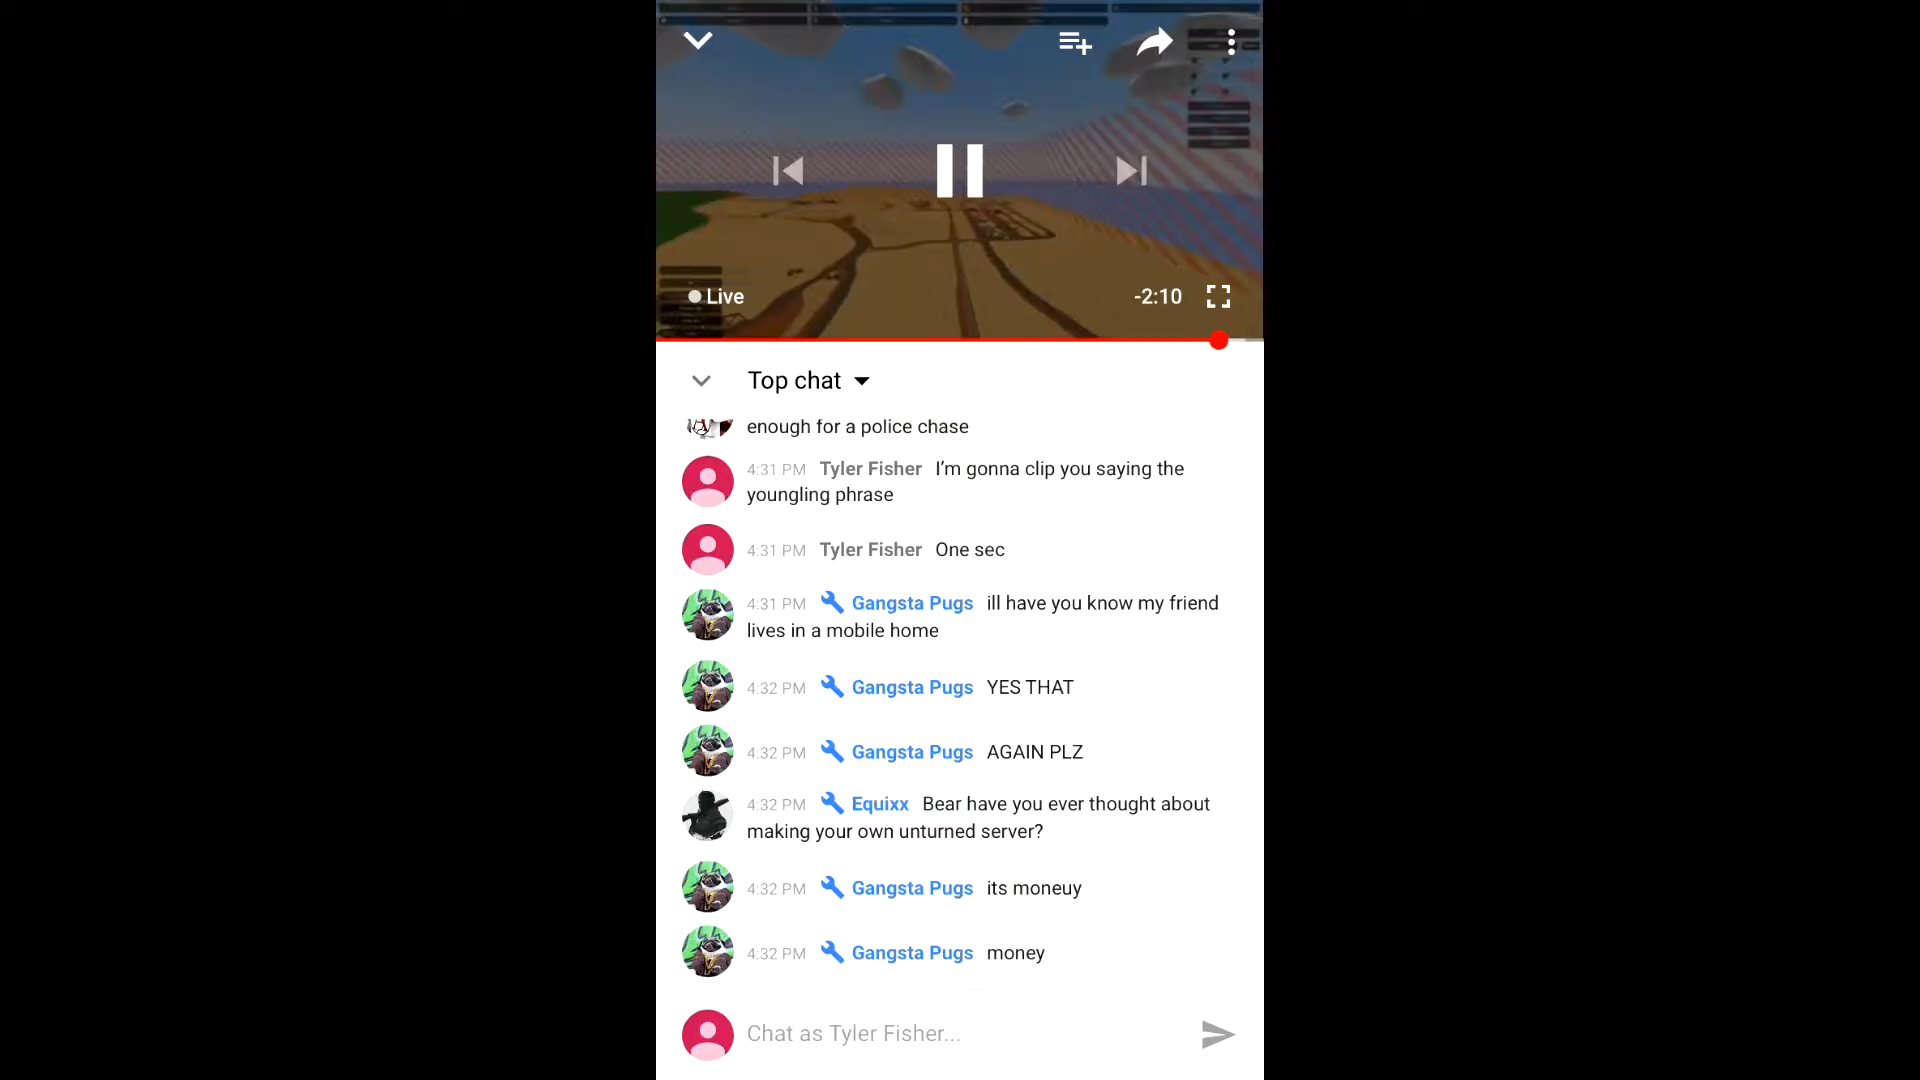 Live
-2:10
Top chat
enough for a police chase
4:31 PM Tyler Fisher I’m gonna clip you saying the
youngling phrase
4:31 PM Tyler Fisher One sec
4:31 PM Gangsta Pugs ill have you know my friend
lives in a mobile home
4:32 PM Gangsta Pugs YES THAT
4:32 PM Gangsta Pugs AGAIN PLZ
4:32 PM Equixx Bear have you ever thought about
making your own unturned server?
4:32 PM Gangsta Pugs its moneuy
4:32 PM Gangsta Pugs money
Chat as Tyler Fisher...